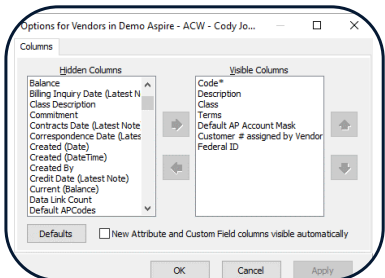 Options for Vendors in Demo Aspire - ACW - Cody Jo...
Columns
Hidden Columns
Balance
Billing Inquiry Date (Latest N
Class Description
Commitment
Contracts Date (Latest Note
Correspondence Date (Lates
Created (Date)
Created (DateTime)
Created By
Credit Date (Latest Note)
Current (Balance)
Data Link Count
Default APCodes
Visible Columns
Code*
Description
Class
Terms
Default AP Account Mask
Customer # assigned by Vendor
Federal ID
Defaults
New Attribute and Custom Field columns visible automatically
OK Cancel Apply